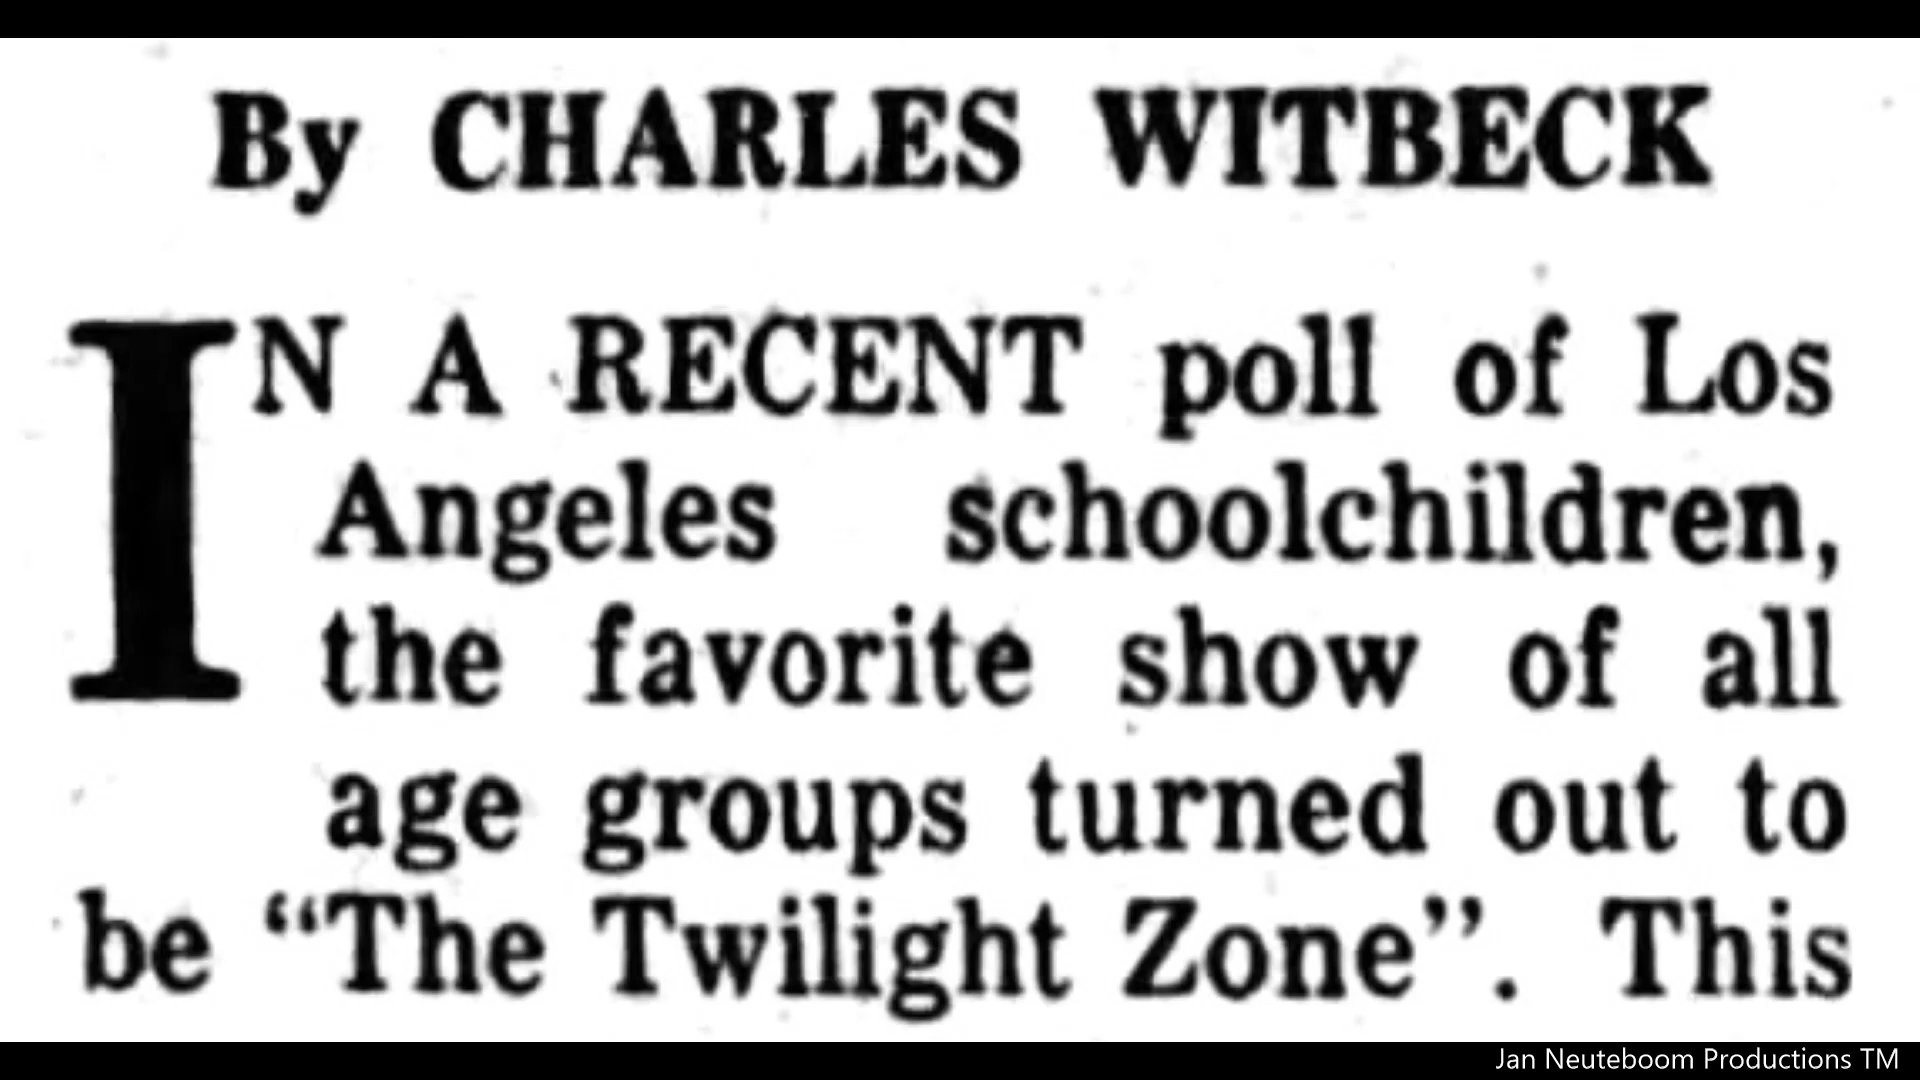 By CHARLES WITBECK
IN A RECENT poll of Los
Angeles schoolchildren,
the favorite show of all
age groups turned out to
be “The Twilight Zone”. This
Jan Neuteboom Productions TM